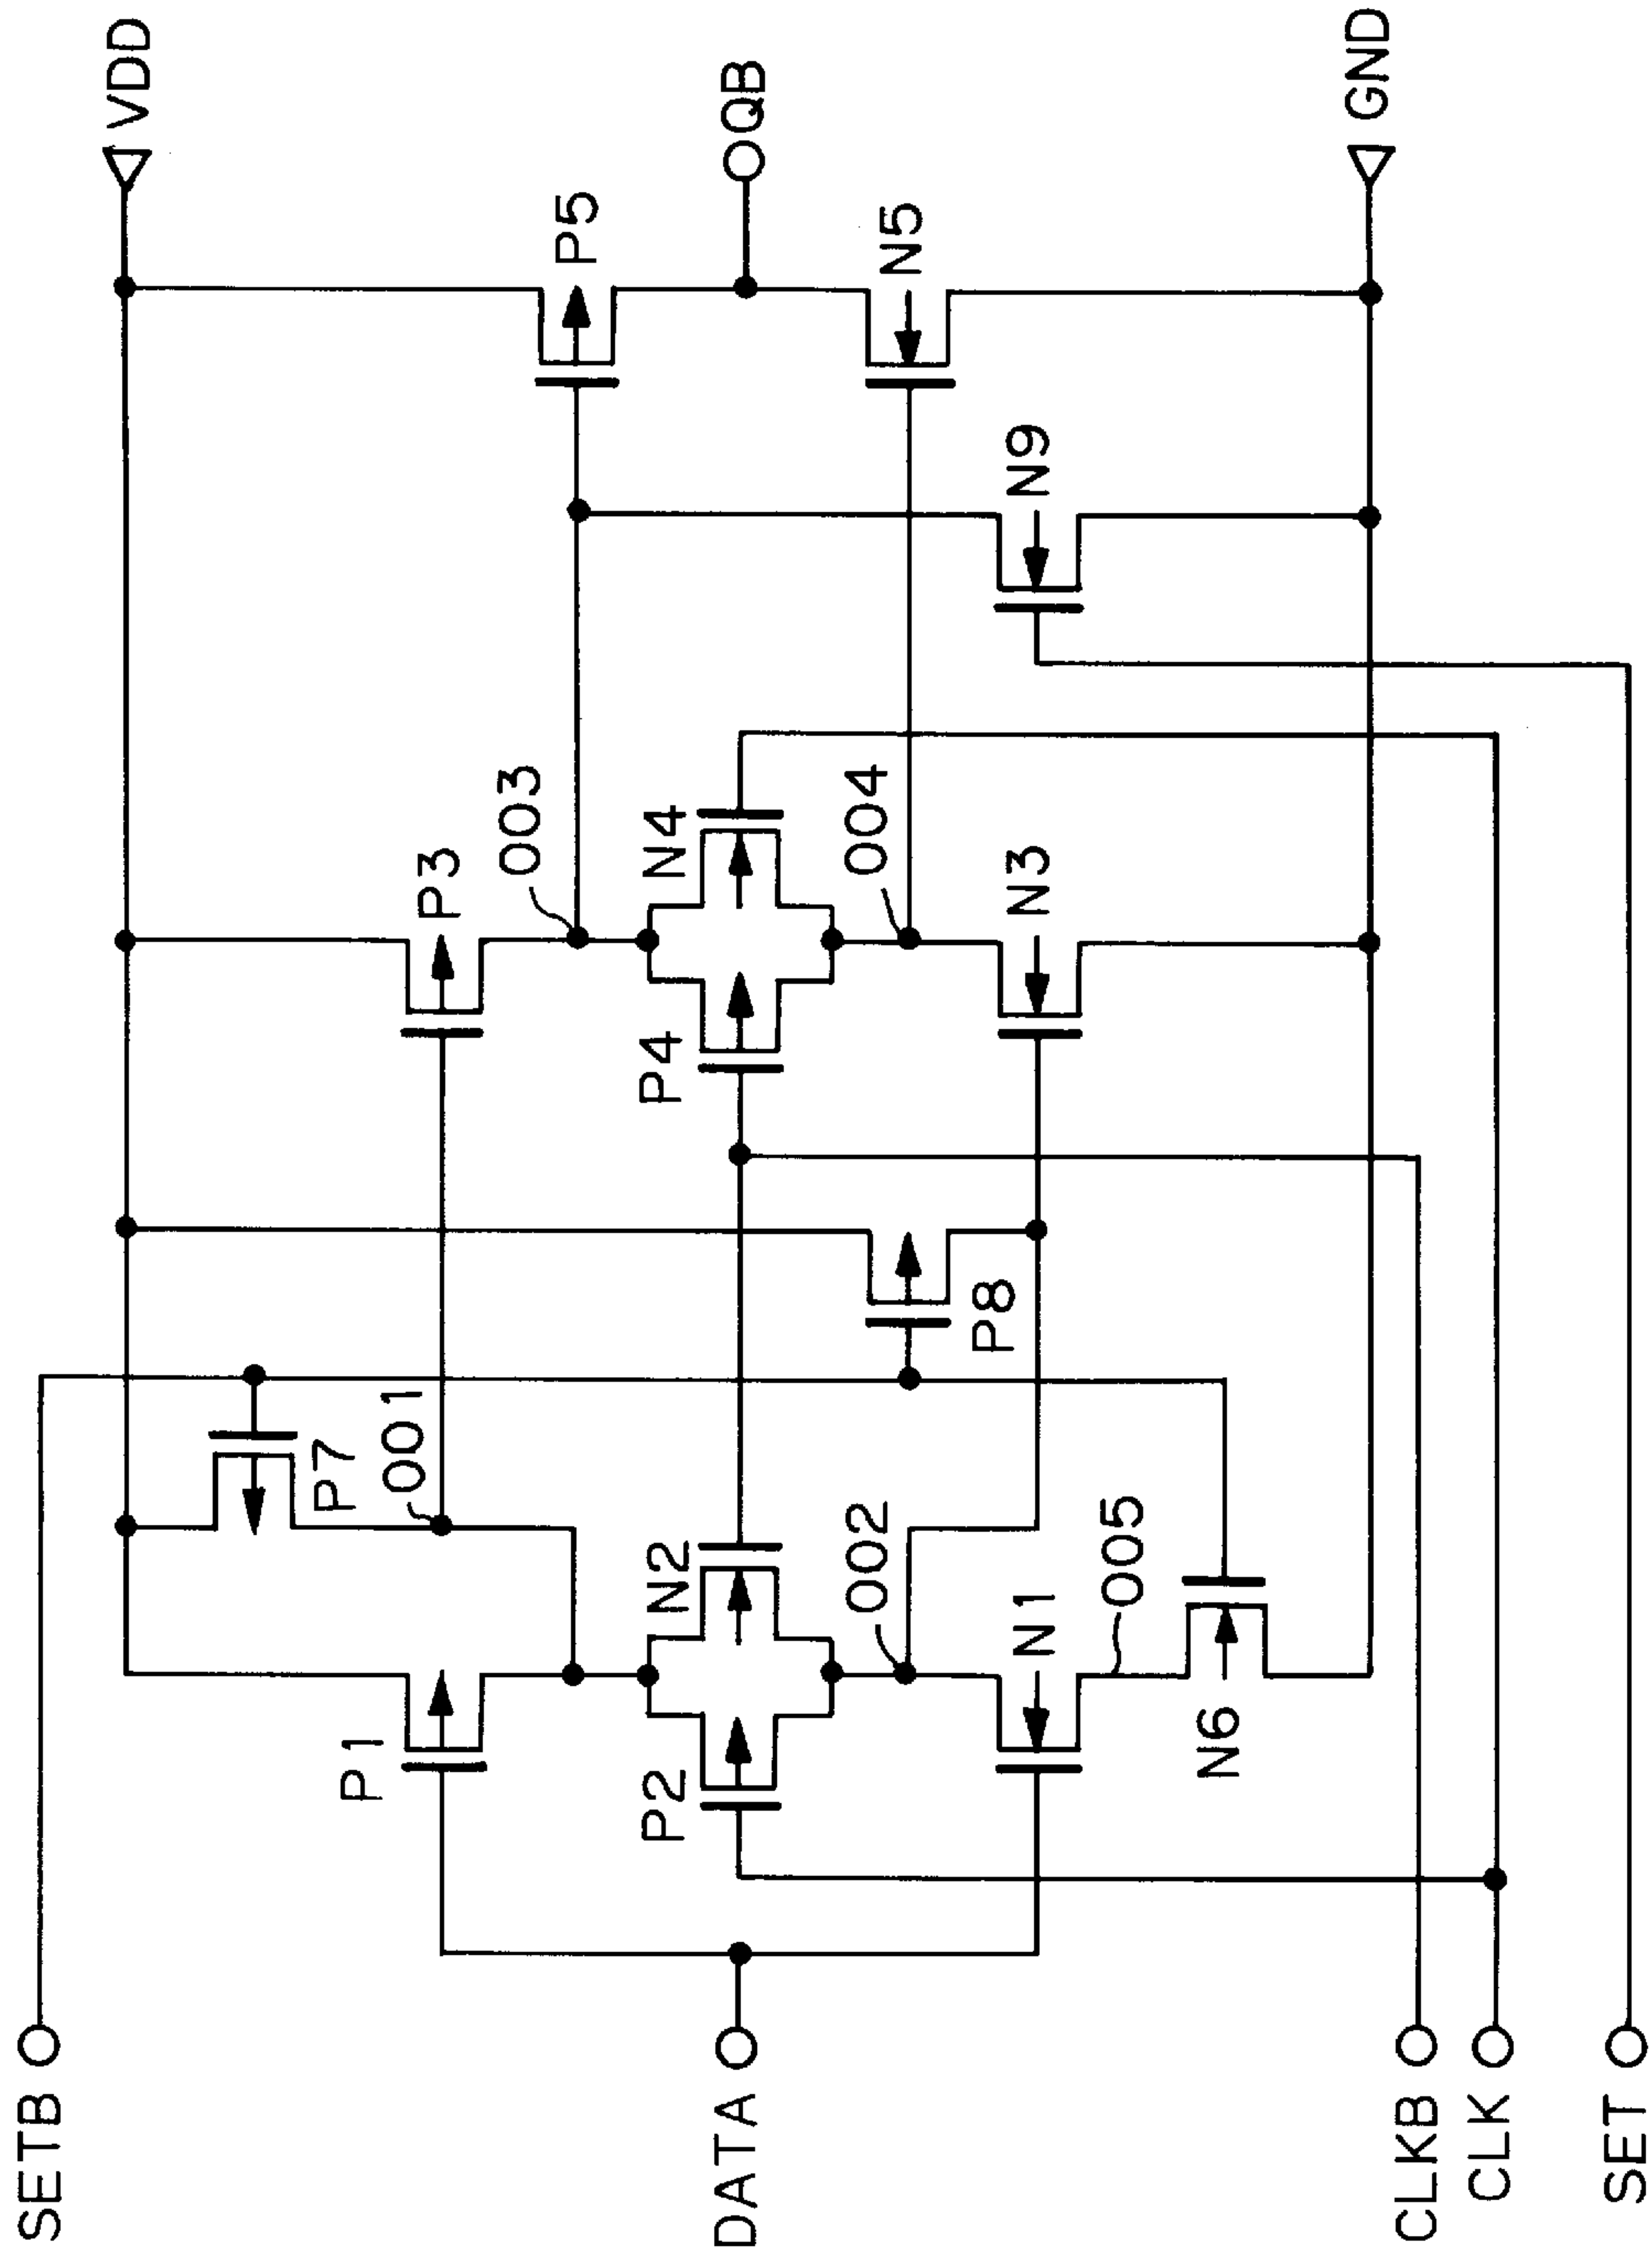 SETB
VDD
P7
001
P1
P3
003
P5
N2
P2
P4
N4
QB
DATA
002
P8
004
N5
N1
005
N3
N9
N6
GND
CLKB
CLK
SET